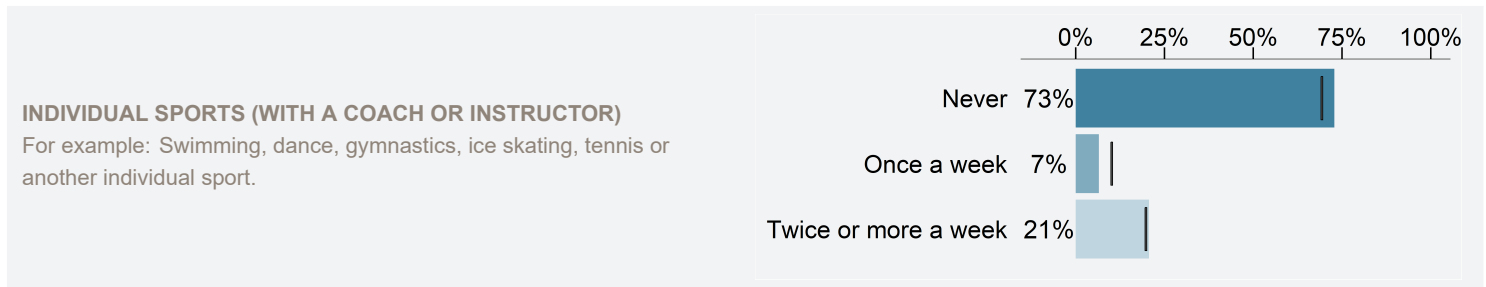 INDIVIDUAL SPORTS (WITH A COACH OR INSTRUCTOR)
For example: Swimming, dance, gymnastics, ice skating, tennis or
another individual sport.
0% 25% 50% 75% 100%
Never 73%
Once a week 7%
Twice or more a week 21%